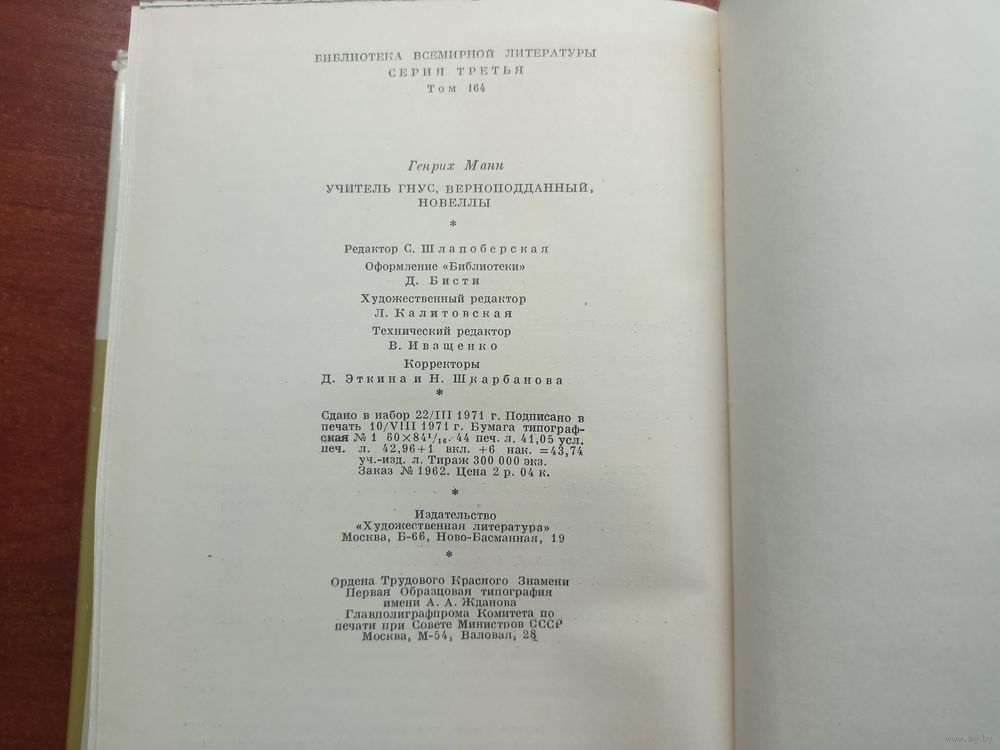 БИБЛИОТЕКА ВСЕМИРНОЙ ЛИТЕРАТУРЫ
СЕРИЯ ТРЕТЬЯ
Том 164
Генрих Манн
УЧИТЕЛЬ ГНУС, ВЕРНОПОДДАННЫЙ,
НОВЕЛЛЫ
*
Редактор С. Шлапоберская
Оформление «Библиотеки»
Д. Бисти
Художественный редактор
Л. Калитовская
Технический редактор
В. Иващенко
Корректоры
Д. Эткина и Н. Шкарбанова
*
Сдано в набор 22/III 1971 г. Подписано в
печать 10/VIII 1971 г. Бумага типограф-
ская № 1 60×84¹/₁₆. 44 печ. л. 41,05 усл.
печ. л. 42,96+1 вкл. +6 нак. =43,74
уч.-изд. л. Тираж 300 000 экз.
Заказ № 1962. Цена 2 р. 04 к.
*
Издательство
«Художественная литература»
Москва, Б-66, Ново-Басманная, 19
*
Ордена Трудового Красного Знамени
Первая Образцовая типография
имени А. А. Жданова
Главполиграфпрома Комитета по
печати при Совете Министров СССР
Москва, М-54, Валовая, 28
www.ay.by